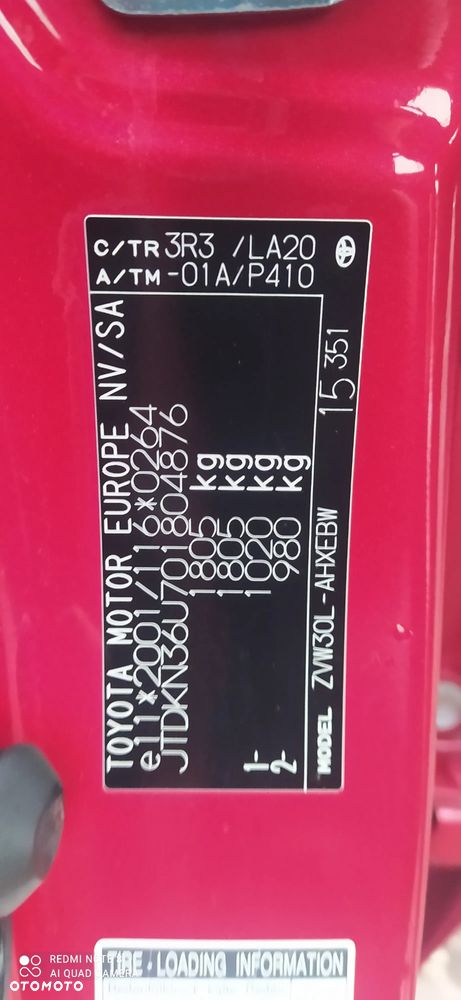 C/TR 3R3 /LA20
A/TM -01A/P410
TOYOTA MOTOR EUROPE NV/SA
e11*2001/116*0264
JTDKN36U701804876
1805 kg
1805 kg
1- 1020 kg
2- 980 kg
MODEL ZVW30L-AHXEBW
15 351
TIRE - LOADING INFORMATION
REDMI NOTE 8
AI QUAD CAMERA
OTOMOTO